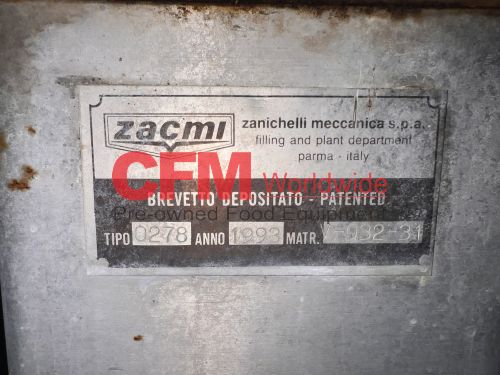 zacmi
zanichelli meccanica s.p.a.
filling and plant department
parma - italy
CFM Worldwide
BREVETTO DEPOSITATO - PATENTED
Pre-owned Food Equipment
TIPO 0278 ANNO 1993 MATR.